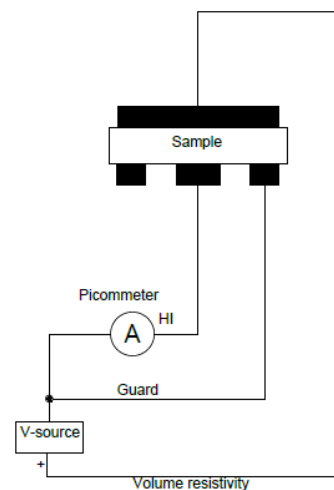 Sample
Picommeter
HI
A
Guard
V-source
+
Volume resistivity